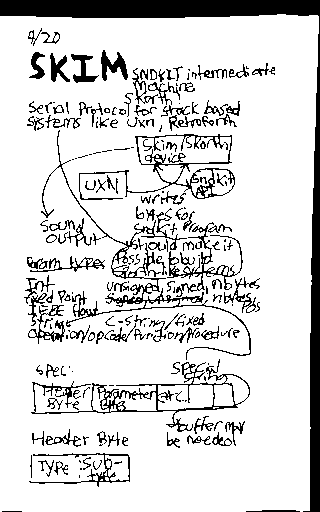 4/20
SKIM SNDKIT intermediate
Machine
Skorth
Serial Protocol for stack based
systems like Uxn, Retroforth
Skim/Skorth
device
UXN
Sndkit
API
writes
bytes for
Sndkit Program
Sound
output
should make it
Possible to build
Forth-like systems
Param types
Int unsigned, signed, nbytes
Fixed Point signed, unsigned, nbytes, pos
IEEE float
String C-String/fixed
operation/opcode/function/procedure
Spec:
special
string
Header
Byte
Parameter
Bytes
etc..
buffer may
be needed
Header Byte
TYPE
Sub-
type